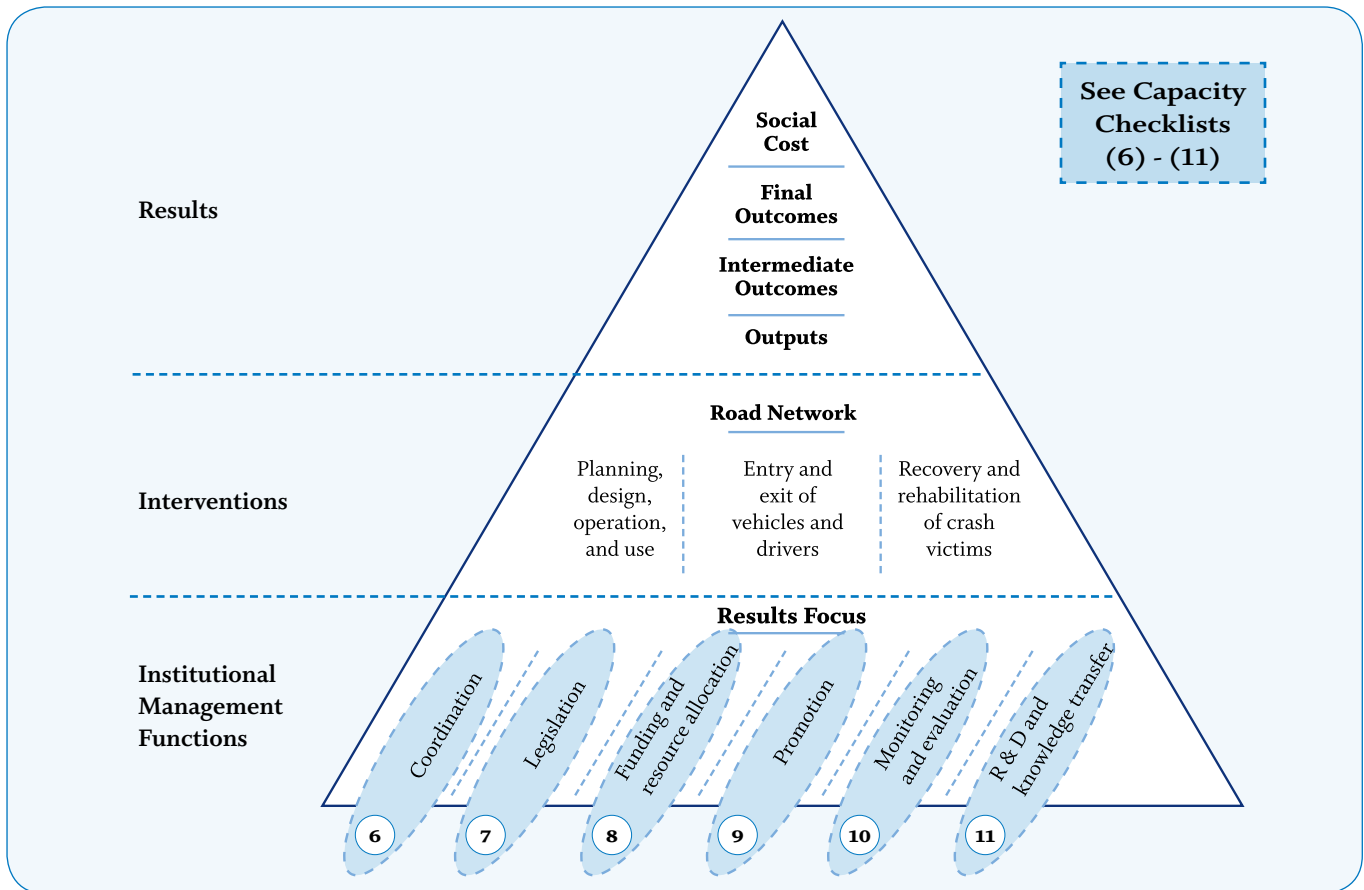 See Capacity
Checklists
(6) - (11)
Results
Social
Cost
Final
Outcomes
Intermediate
Outcomes
Outputs
Interventions
Road Network
Planning,
design,
operation,
and use
Entry and
exit of
vehicles and
drivers
Recovery and
rehabilitation
of crash
victims
Institutional
Management
Functions
Results Focus
Coordination
Legislation
Funding and
resource allocation
Promotion
Monitoring
and evaluation
R & D and
knowledge transfer
6
7
8
9
10
11